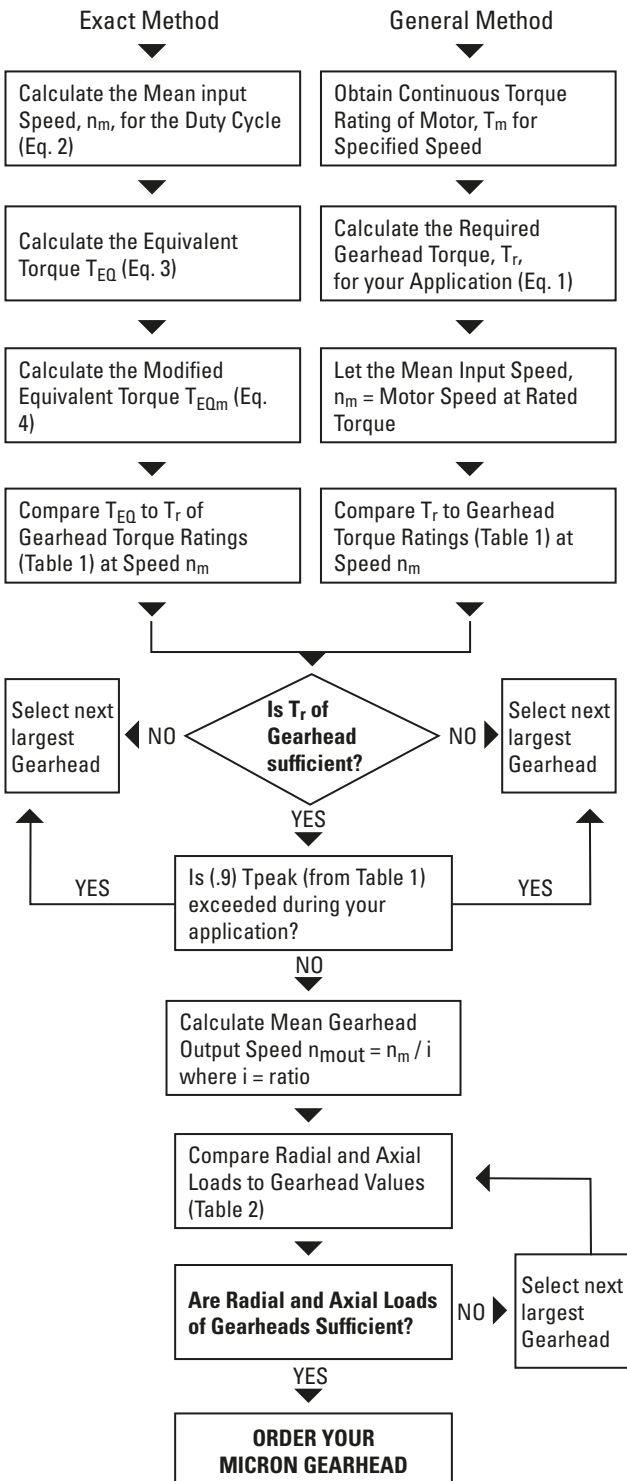 Exact Method
General Method
Calculate the Mean input
Speed, nm, for the Duty Cycle
(Eq. 2)
Obtain Continuous Torque
Rating of Motor, Tm for
Specified Speed
Calculate the Equivalent
Torque TEQ (Eq. 3)
Calculate the Required
Gearhead Torque, Tr,
for your Application (Eq. 1)
Calculate the Modified
Equivalent Torque TEQm (Eq.
4)
Let the Mean Input Speed,
nm = Motor Speed at Rated
Torque
Compare TEQ to Tr of
Gearhead Torque Ratings
(Table 1) at Speed nm
Compare Tr to Gearhead
Torque Ratings (Table 1) at
Speed nm
Select next
largest
Gearhead
NO
Is Tr of
Gearhead
sufficient?
NO
Select next
largest
Gearhead
YES
YES
Is (.9) Tpeak (from Table 1)
exceeded during your
application?
YES
NO
Calculate Mean Gearhead
Output Speed nmout = nm / i
where i = ratio
Compare Radial and Axial
Loads to Gearhead Values
(Table 2)
Are Radial and Axial Loads
of Gearheads Sufficient?
NO
Select next
largest
Gearhead
YES
ORDER YOUR
MICRON GEARHEAD